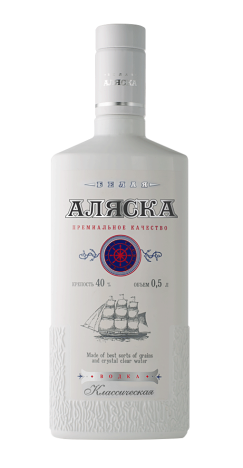 АЛЯСКА
БЕЛАЯ
АЛЯСКА
ПРЕМИАЛЬНОЕ КАЧЕСТВО
КРЕПОСТЬ 40 % ОБЪЕМ 0,5 Л
Made of best sorts of grains
and crystal clear water
ВОДКА
Классическая